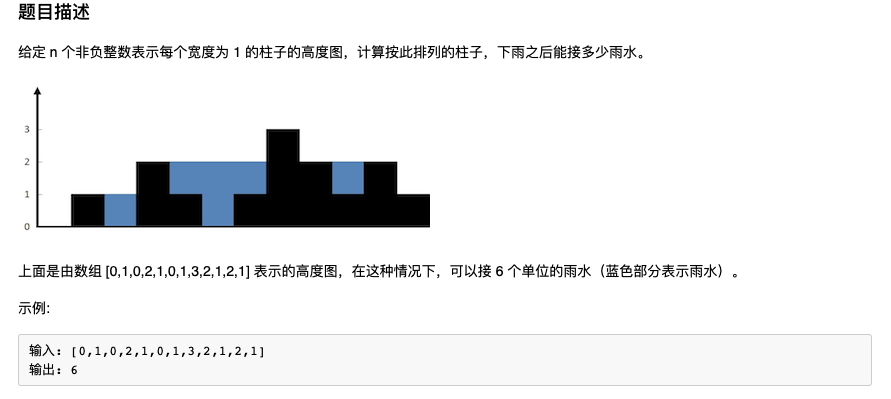 题目描述
给定 n 个非负整数表示每个宽度为 1 的柱子的高度图，计算按此排列的柱子，下雨之后能接多少雨水。
3
2
1
0
上面是由数组 [0,1,0,2,1,0,1,3,2,1,2,1] 表示的高度图，在这种情况下，可以接 6 个单位的雨水（蓝色部分表示雨水）。
示例:
输入: [0,1,0,2,1,0,1,3,2,1,2,1]
输出: 6